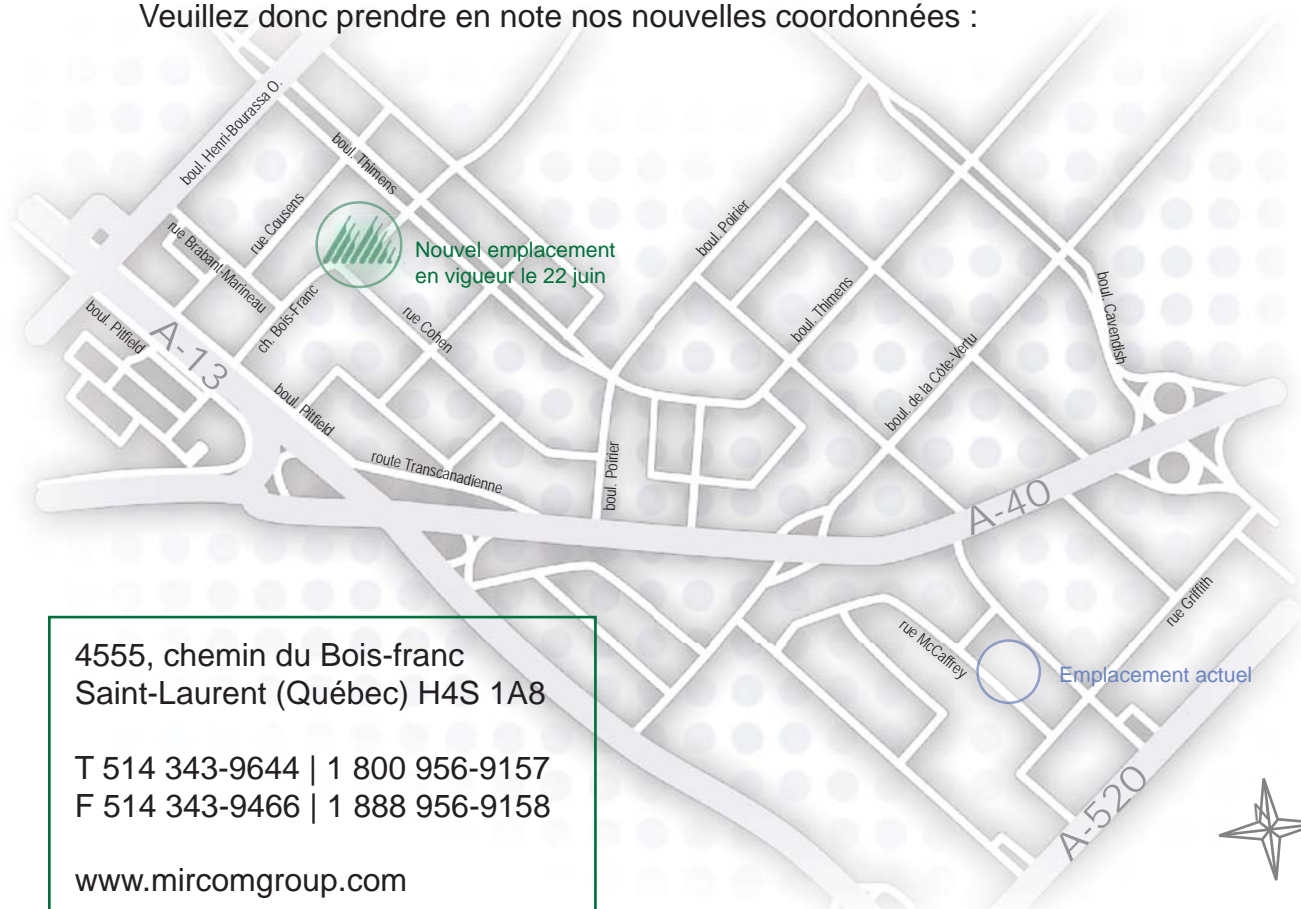 Veuillez donc prendre en note nos nouvelles coordonnées :
boul. Henri-Bourassa O.
boul. Thimens
rue Cousens
rue Brabant-Marineau
Nouvel emplacement
en vigueur le 22 juin
boul. Poirier
boul. Pitfield
A-13
ch. Bois-Franc
rue Cohen
boul. Thimens
boul. Cavendish
boul. de la Côte-Vertu
boul. Pitfield
route Transcanadienne
boul. Poirier
A-40
rue Griffith
rue McCaffrey
Emplacement actuel
A-520
4555, chemin du Bois-franc
Saint-Laurent (Québec) H4S 1A8
T 514 343-9644 | 1 800 956-9157
F 514 343-9466 | 1 888 956-9158
www.mircomgroup.com